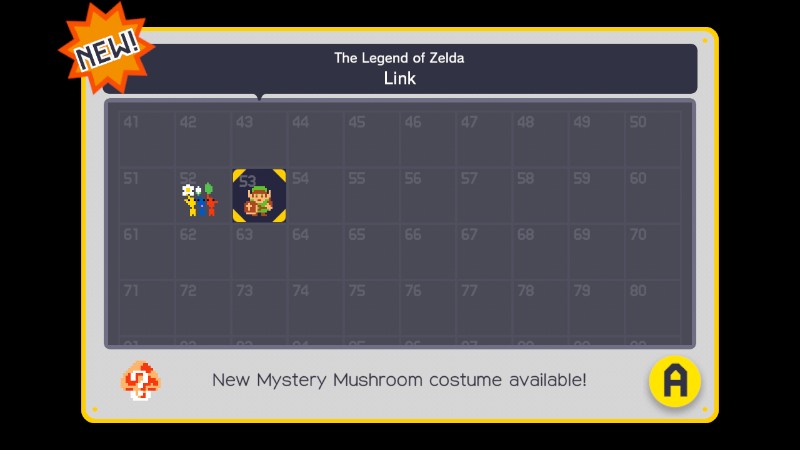 NEW!
The Legend of Zelda
Link
41 42 43 44 45 46 47 48 49 50
51 52 53 54 55 56 57 58 59 60
61 62 63 64 65 66 67 68 69 70
71 72 73 74 75 76 77 78 79 80
New Mystery Mushroom costume available!
A